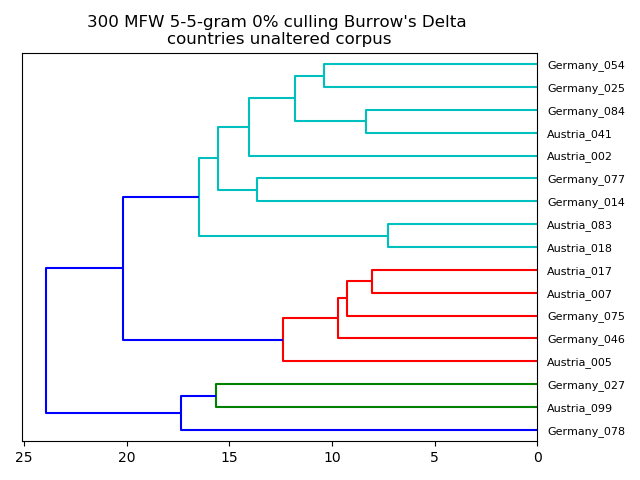 300 MFW 5-5-gram 0% culling Burrow's Delta
countries unaltered corpus
Germany_054
Germany_025
Germany_084
Austria_041
Austria_002
Germany_077
Germany_014
Austria_083
Austria_018
Austria_017
Austria_007
Germany_075
Germany_046
Austria_005
Germany_027
Austria_099
Germany_078
25 20 15 10 5 0